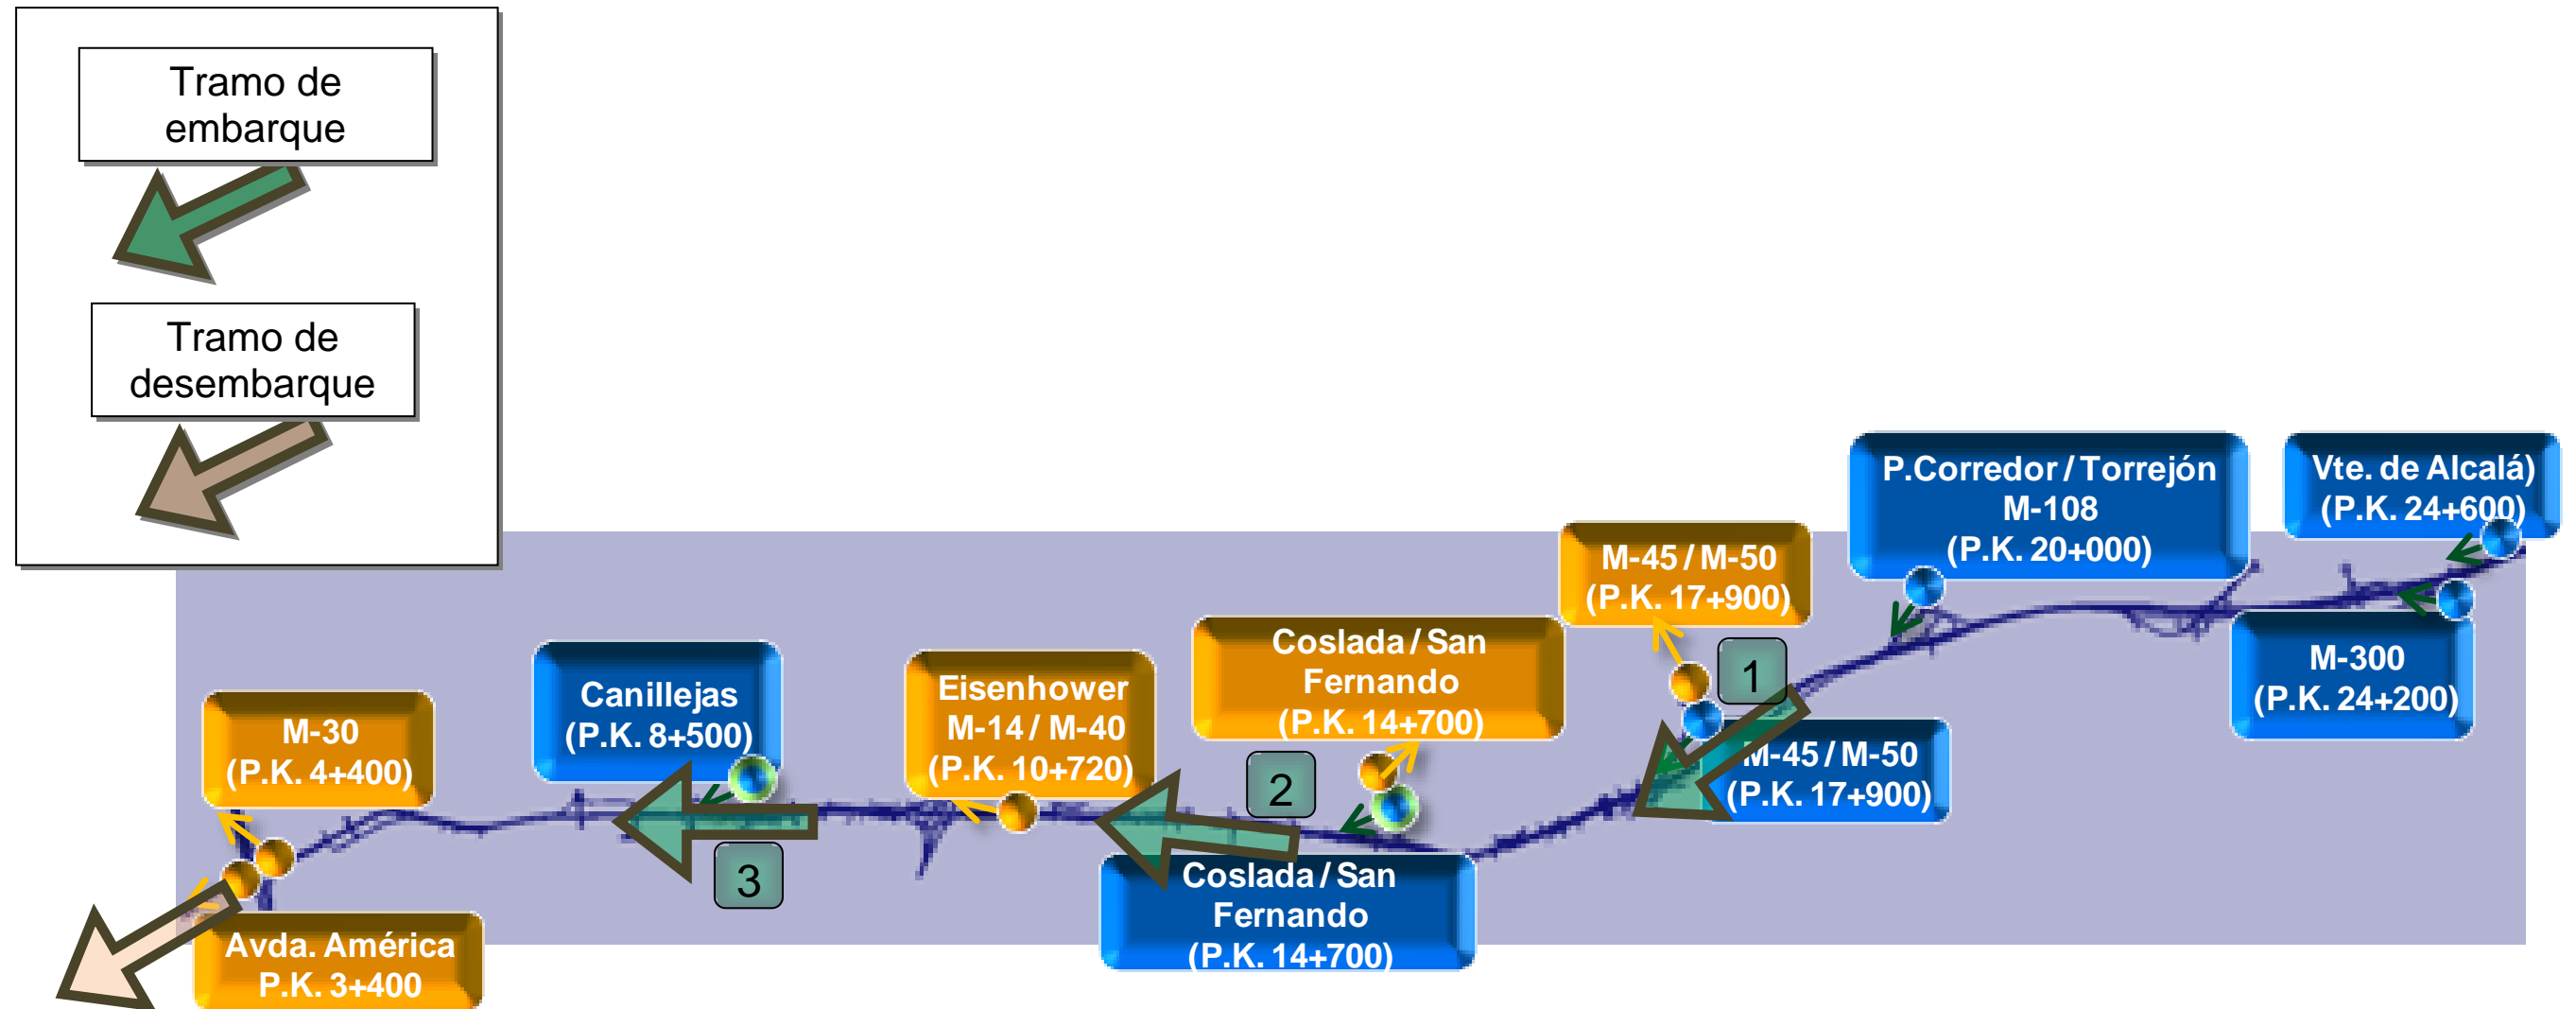 Tramo de
embarque
Tramo de
desembarque
P.Corredor / Torrejón
M-108
(P.K. 20+000)
Vte. de Alcalá)
(P.K. 24+600)
M-45 / M-50
(P.K. 17+900)
Coslada / San
Fernando
(P.K. 14+700)
1
M-300
(P.K. 24+200)
Canillejas
(P.K. 8+500)
Eisenhower
M-14 / M-40
(P.K. 10+720)
M-30
(P.K. 4+400)
2
M-45 / M-50
(P.K. 17+900)
3
Coslada / San
Fernando
(P.K. 14+700)
Avda. América
P.K. 3+400